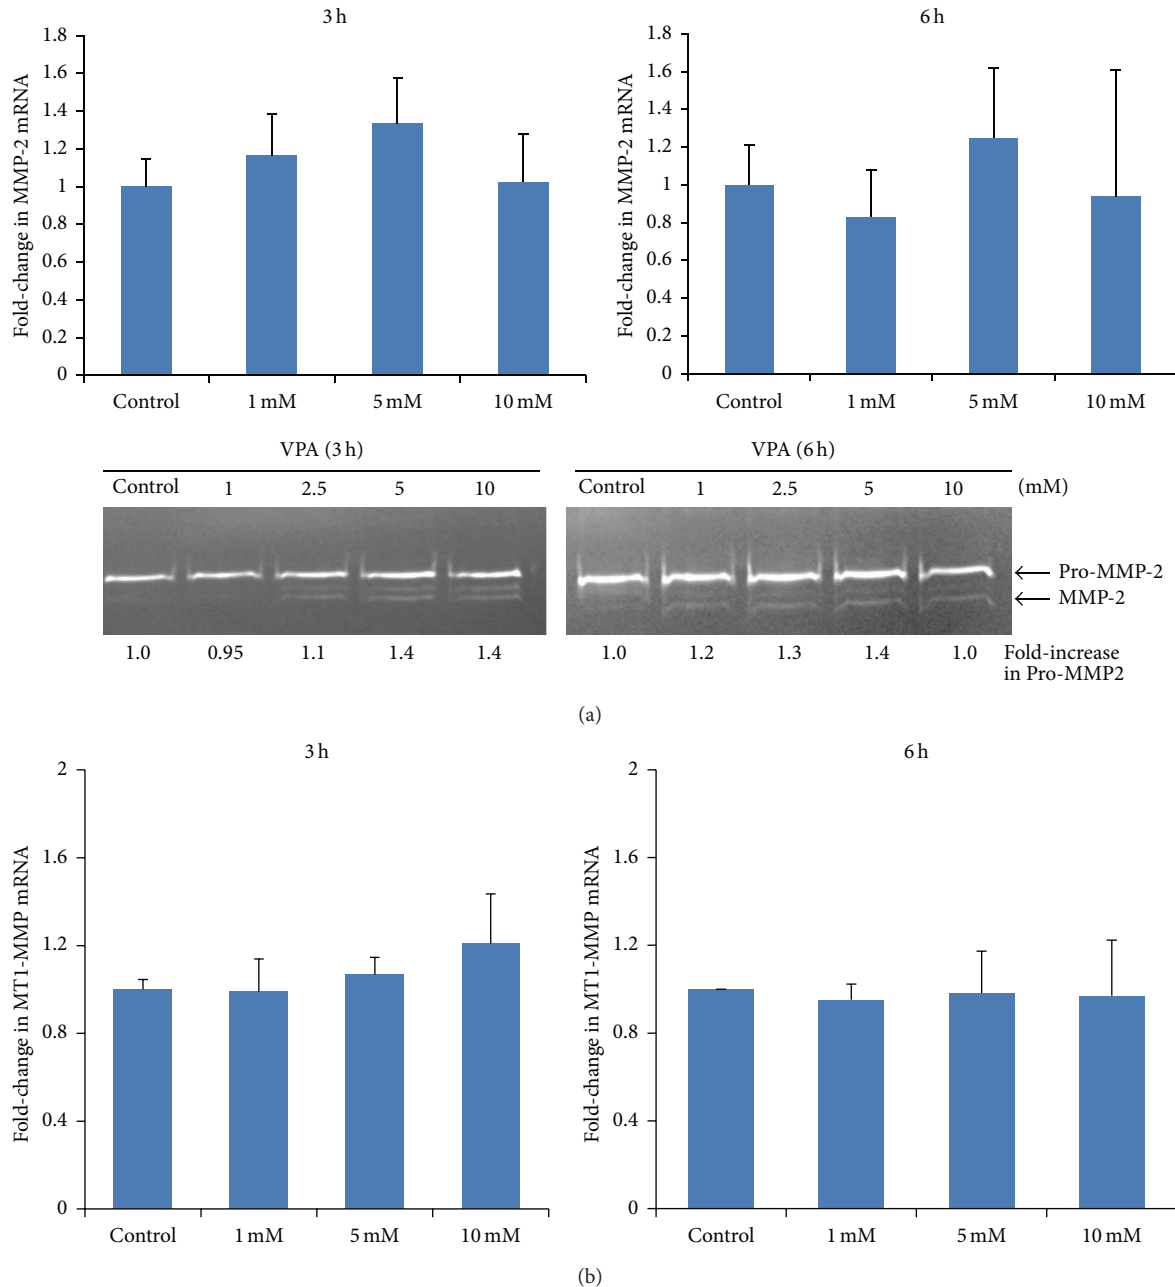 3 h
6 h
Fold-change in MMP-2 mRNA
1.8
1.6
1.4
1.2
1
0.8
0.6
0.4
0.2
0
Control 1 mM 5 mM 10 mM
Fold-change in MMP-2 mRNA
1.8
1.6
1.4
1.2
1
0.8
0.6
0.4
0.2
0
Control 1 mM 5 mM 10 mM
VPA (3 h)
Control 1 2.5 5 10
1.0 0.95 1.1 1.4 1.4
VPA (6 h)
Control 1 2.5 5 10 (mM)
Pro-MMP-2
MMP-2
1.0 1.2 1.3 1.4 1.0 Fold-increase
in Pro-MMP2
(a)
3 h
Fold-change in MT1-MMP mRNA
2
1.6
1.2
0.8
0.4
0
Control 1 mM 5 mM 10 mM
6 h
Fold-change in MT1-MMP mRNA
2
1.6
1.2
0.8
0.4
0
Control 1 mM 5 mM 10 mM
(b)